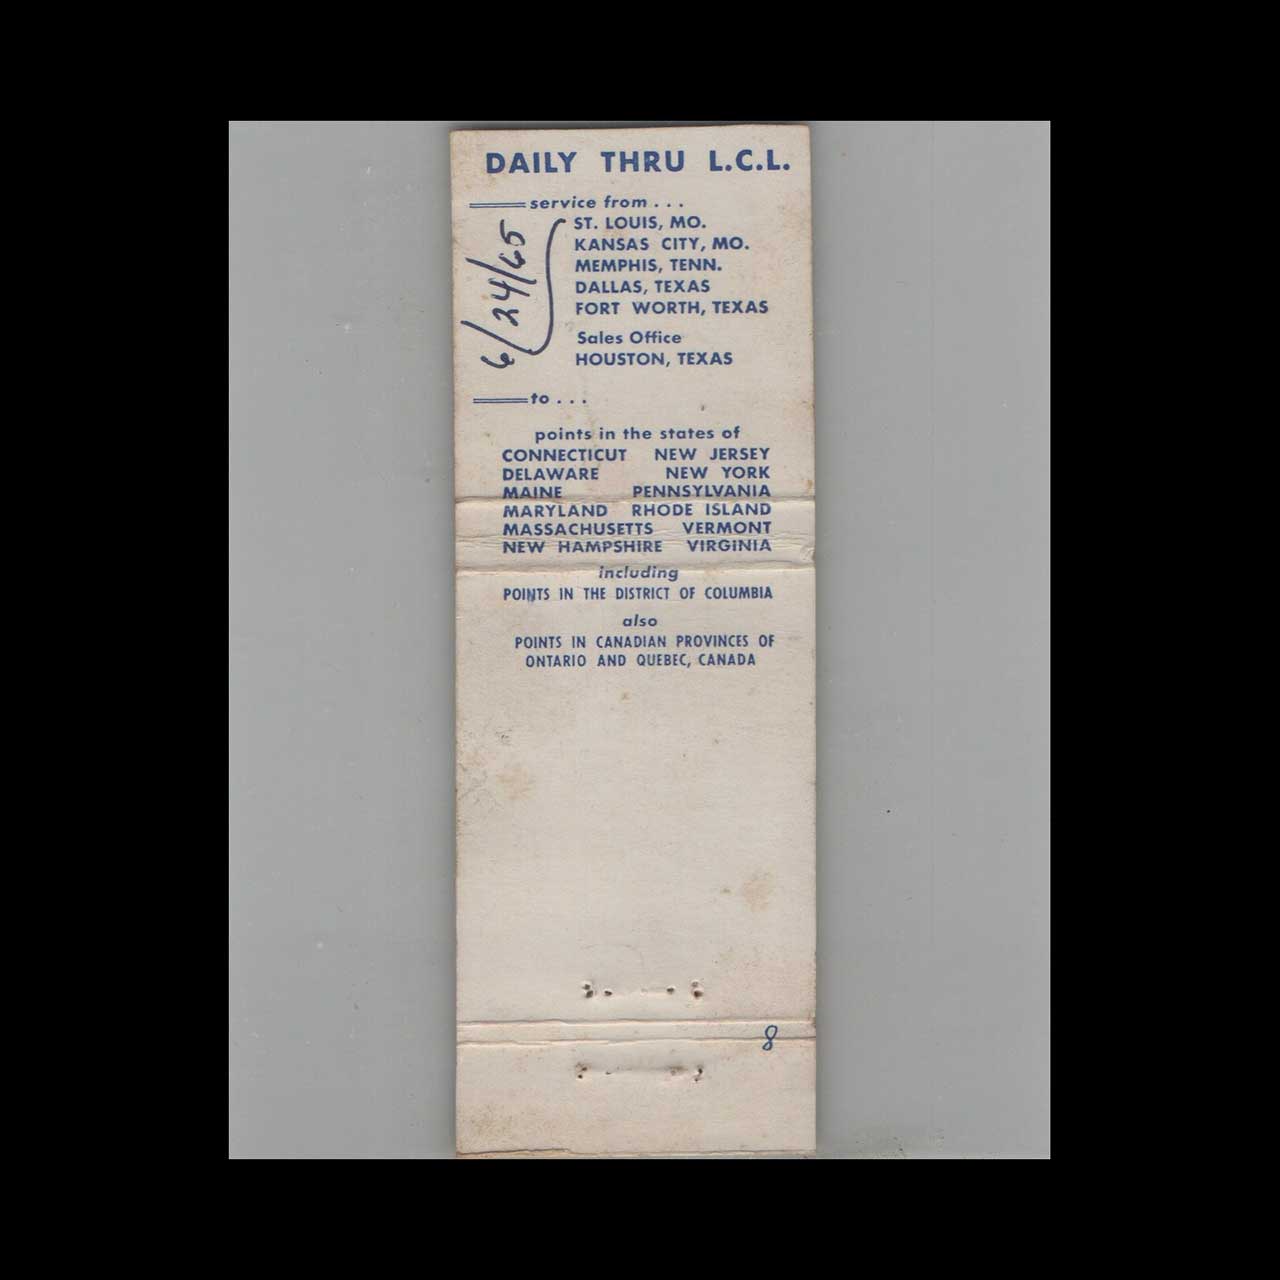 DAILY THRU L.C.L.
service from . . .
ST. LOUIS, MO.
KANSAS CITY, MO.
MEMPHIS, TENN.
DALLAS, TEXAS
FORT WORTH, TEXAS
Sales Office
HOUSTON, TEXAS
6/24/65
to . . .
points in the states of
CONNECTICUT NEW JERSEY
DELAWARE NEW YORK
MAINE PENNSYLVANIA
MARYLAND RHODE ISLAND
MASSACHUSETTS VERMONT
NEW HAMPSHIRE VIRGINIA
including
POINTS IN THE DISTRICT OF COLUMBIA
also
POINTS IN CANADIAN PROVINCES OF
ONTARIO AND QUEBEC, CANADA
8